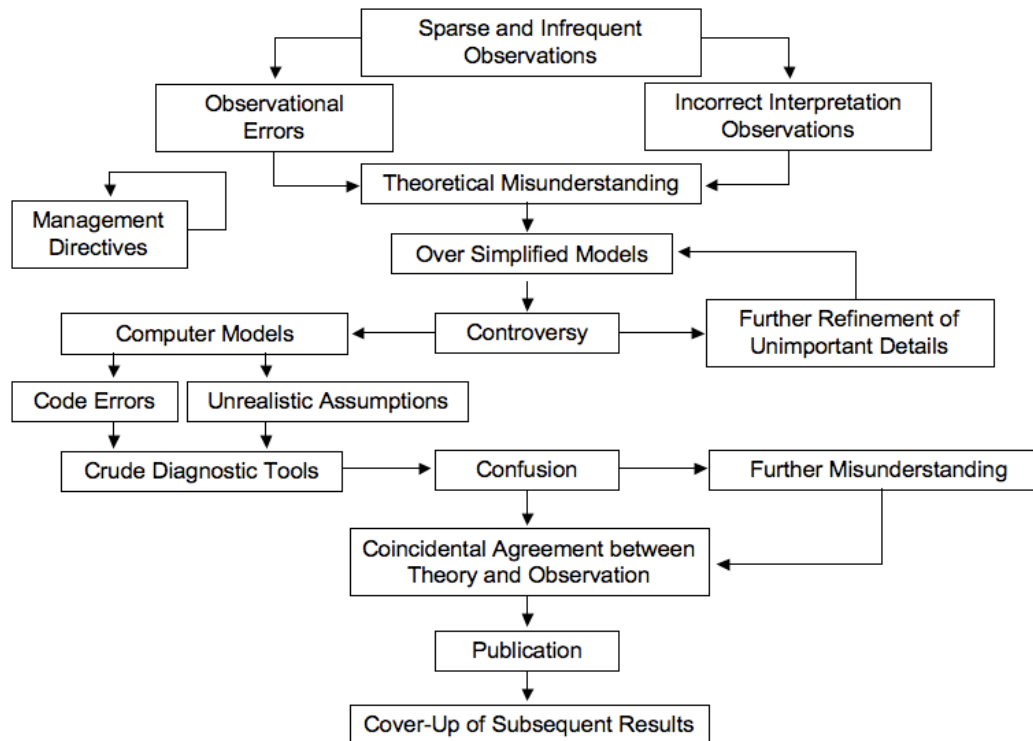 Sparse and Infrequent
Observations
Observational
Errors
Incorrect Interpretation
Observations
Theoretical Misunderstanding
Management
Directives
Over Simplified Models
Computer Models
Controversy
Further Refinement of
Unimportant Details
Code Errors
Unrealistic Assumptions
Crude Diagnostic Tools
Confusion
Further Misunderstanding
Coincidental Agreement between
Theory and Observation
Publication
Cover-Up of Subsequent Results